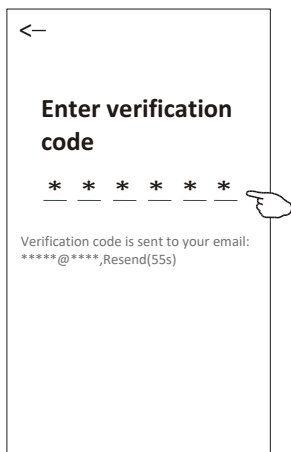 <—
Enter verification
code
* * * * * *
Verification code is sent to your email:
*****@****,Resend(55s)